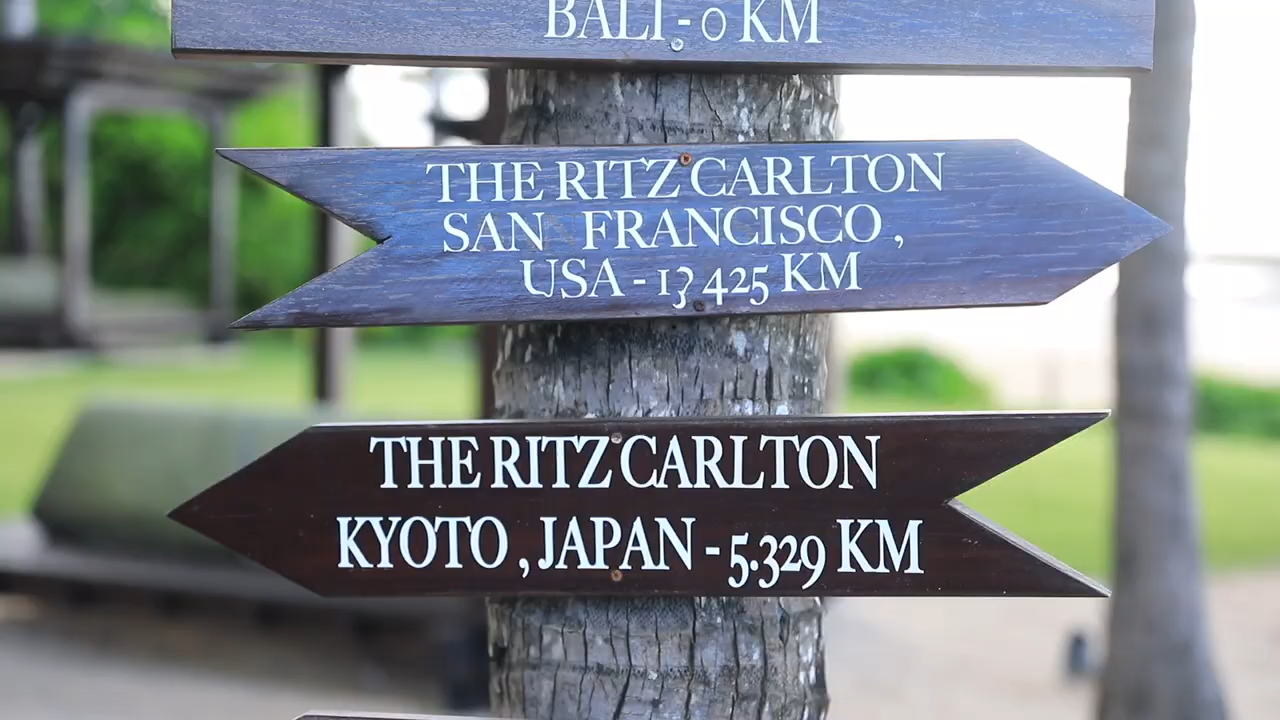 BALI - 0 KM
THE RITZ CARLTON
SAN FRANCISCO ,
USA - 13 425 KM
THE RITZ CARLTON
KYOTO , JAPAN - 5.329 KM